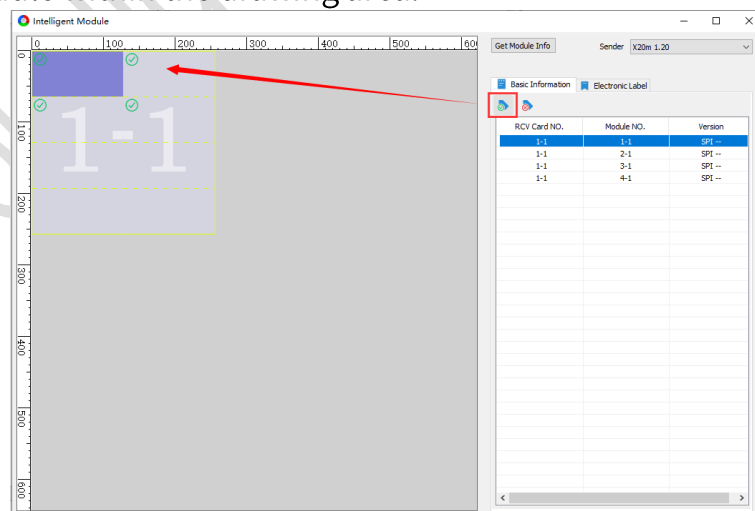 Intelligent Module
0 100 200 300 400 500 600
Get Module Info Sender X20m 1.20
Basic Information Electronic Label
RCV Card NO. Module NO. Version
1-1 1-1 SPI --
1-1 2-1 SPI --
1-1 3-1 SPI --
1-1 4-1 SPI --
1-1
0
100
200
300
400
500
600